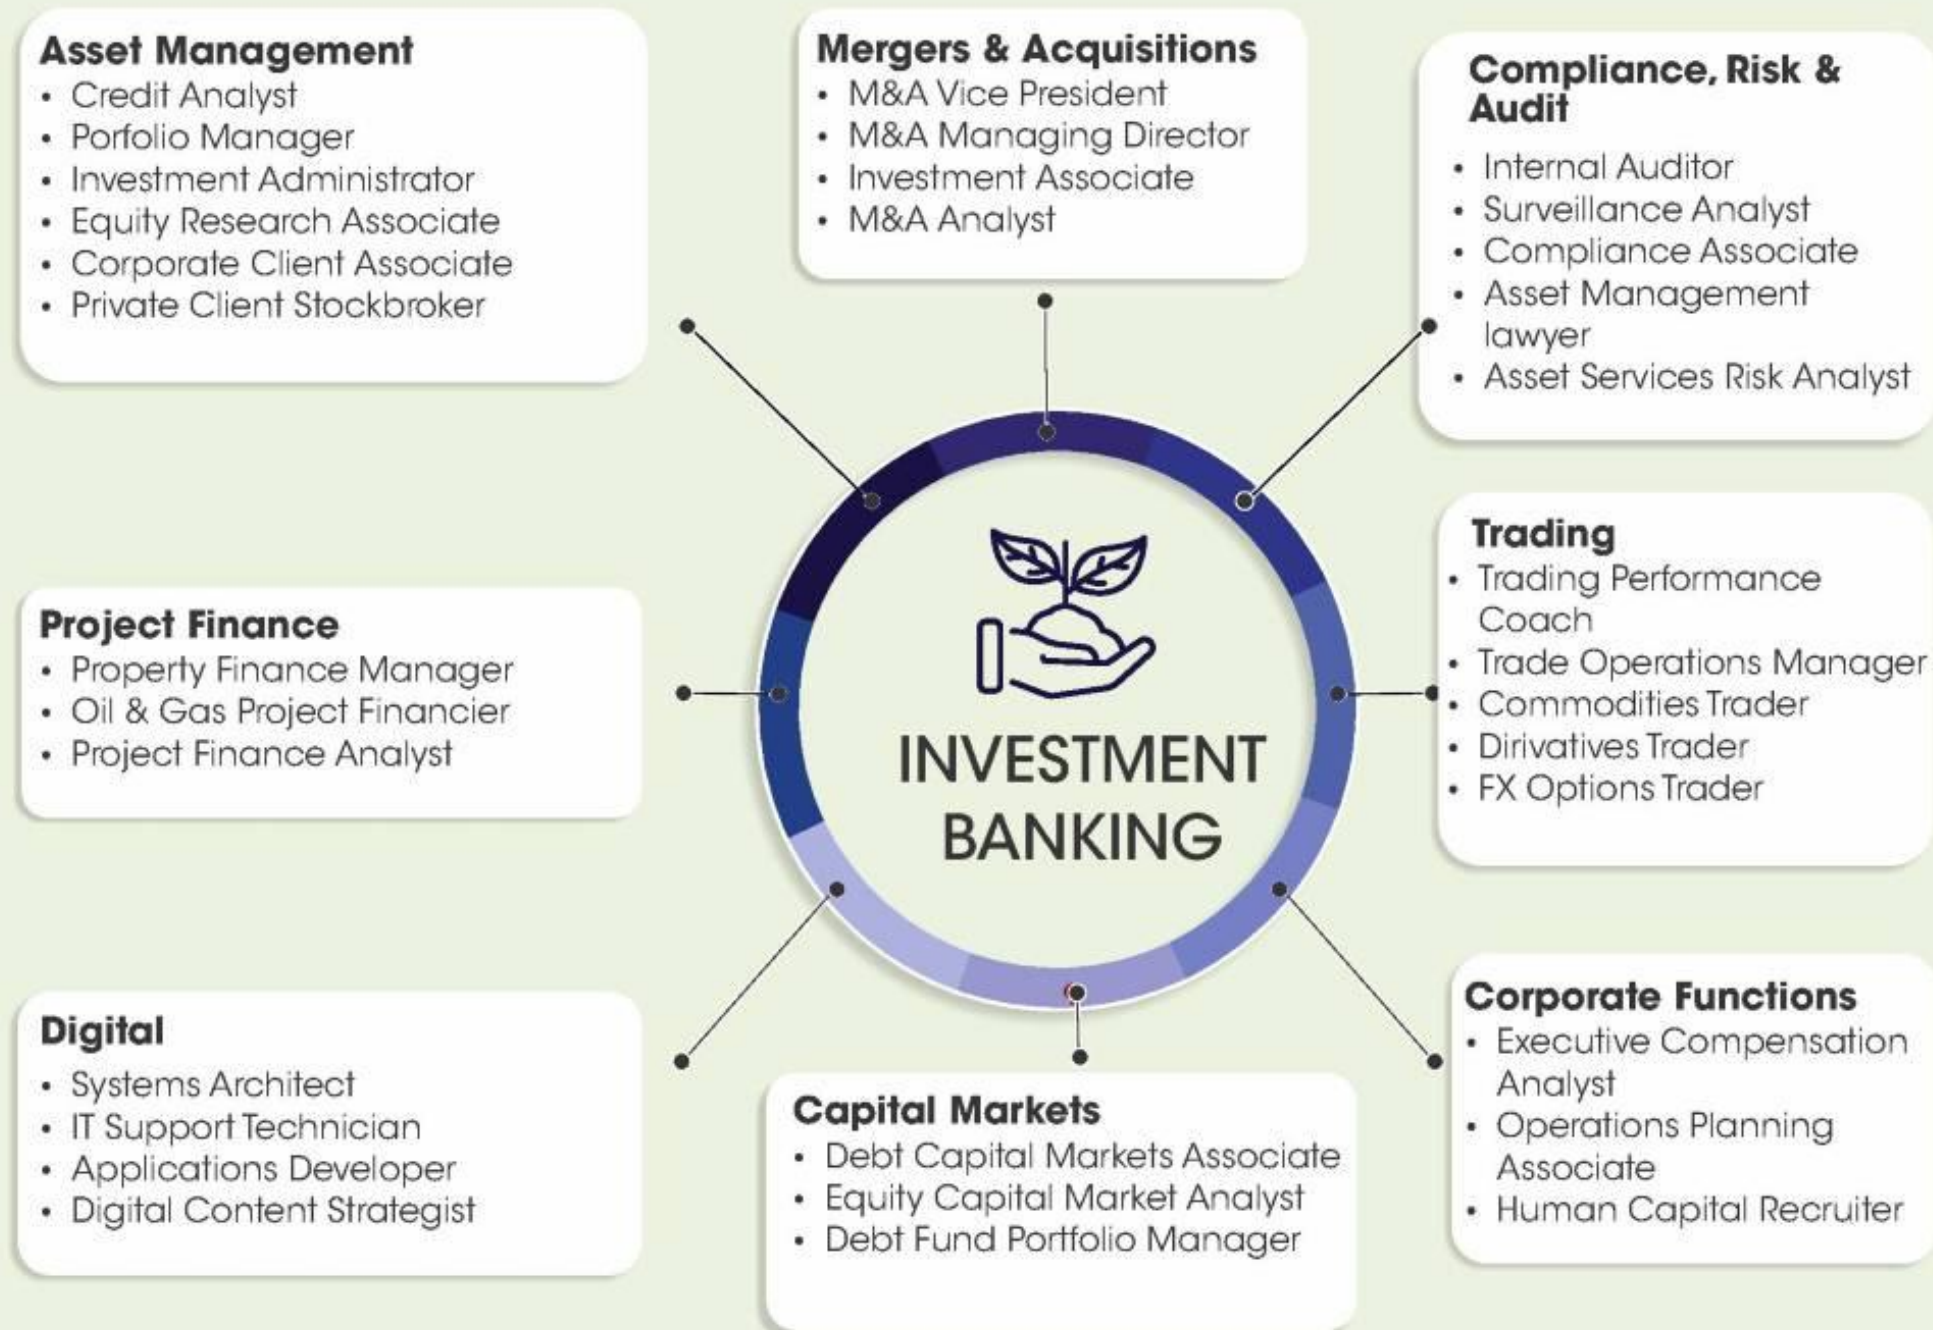 Asset Management
• Credit Analyst
• Porfolio Manager
• Investment Administrator
• Equity Research Associate
• Corporate Client Associate
• Private Client Stockbroker
Mergers & Acquisitions
• M&A Vice President
• M&A Managing Director
• Investment Associate
• M&A Analyst
Compliance, Risk &
Audit
• Internal Auditor
• Surveillance Analyst
• Compliance Associate
• Asset Management
lawyer
• Asset Services Risk Analyst
Project Finance
• Property Finance Manager
• Oil & Gas Project Financier
• Project Finance Analyst
INVESTMENT
BANKING
Trading
• Trading Performance
Coach
• Trade Operations Manager
• Commodities Trader
• Dirivatives Trader
• FX Options Trader
Digital
• Systems Architect
• IT Support Technician
• Applications Developer
• Digital Content Strategist
Capital Markets
• Debt Capital Markets Associate
• Equity Capital Market Analyst
• Debt Fund Portfolio Manager
Corporate Functions
• Executive Compensation
Analyst
• Operations Planning
Associate
• Human Capital Recruiter